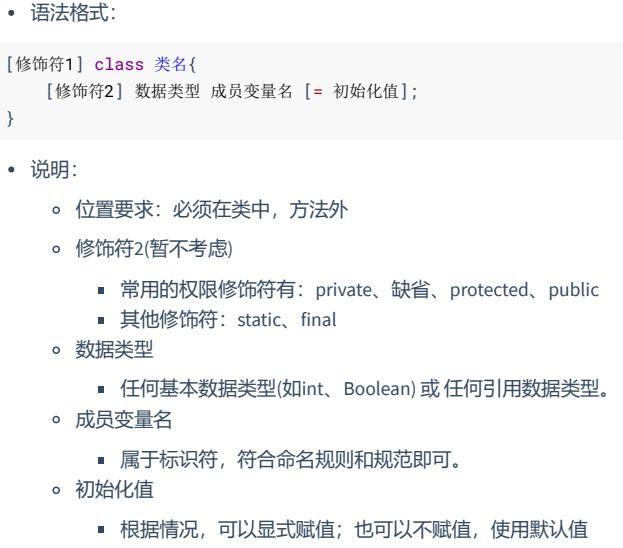 语法格式：
[修饰符1] class 类名{
    [修饰符2] 数据类型 成员变量名 [= 初始化值];
}
说明：
位置要求：必须在类中，方法外
修饰符2(暂不考虑)
常用的权限修饰符有：private、缺省、protected、public
其他修饰符：static、final
数据类型
任何基本数据类型(如int、Boolean) 或 任何引用数据类型。
成员变量名
属于标识符，符合命名规则和规范即可。
初始化值
根据情况，可以显式赋值；也可以不赋值，使用默认值